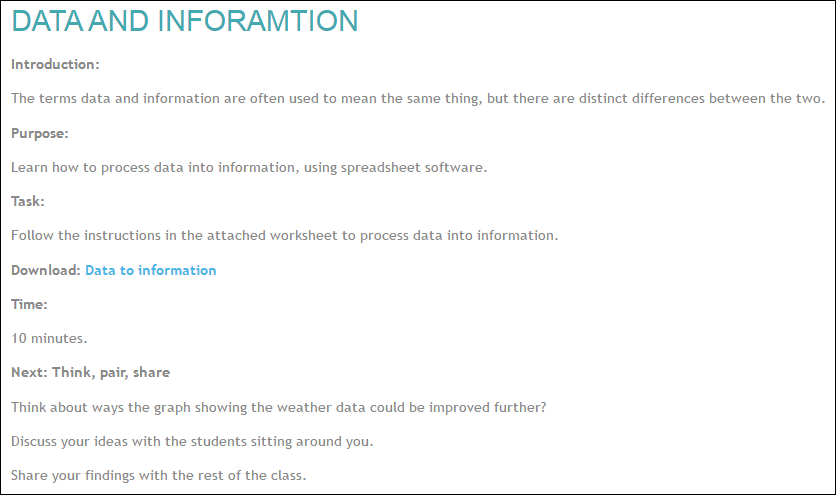 DATA AND INFORAMTION
Introduction:
The terms data and information are often used to mean the same thing, but there are distinct differences between the two.
Purpose:
Learn how to process data into information, using spreadsheet software.
Task:
Follow the instructions in the attached worksheet to process data into information.
Download: Data to information
Time:
10 minutes.
Next: Think, pair, share
Think about ways the graph showing the weather data could be improved further?
Discuss your ideas with the students sitting around you.
Share your findings with the rest of the class.